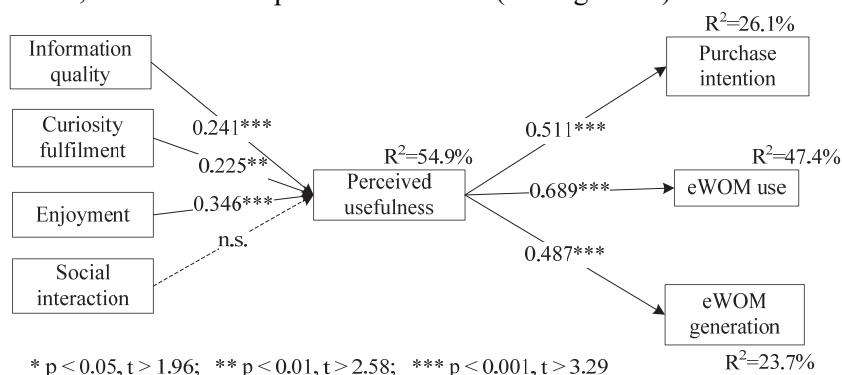 R²=26.1%
Information
quality
Purchase
intention
Curiosity
fulfilment
0.241***
0.511***
0.225**
R²=54.9%
R²=47.4%
Perceived
usefulness
Enjoyment
0.346***
0.689***
eWOM use
n.s.
0.487***
Social
interaction
eWOM
generation
* p < 0.05, t > 1.96; ** p < 0.01, t > 2.58; *** p < 0.001, t > 3.29
R²=23.7%